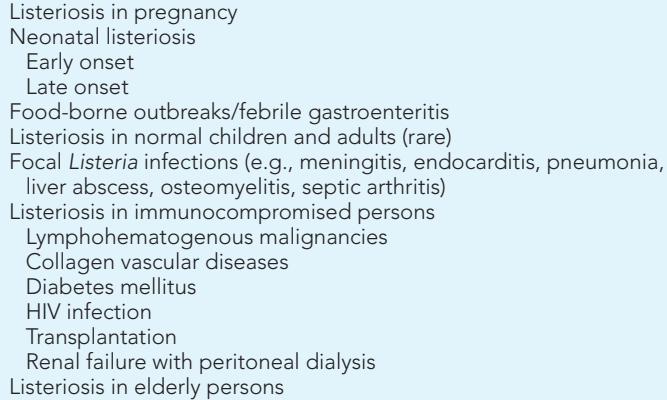 Listeriosis in pregnancy
Neonatal listeriosis
Early onset
Late onset
Food-borne outbreaks/febrile gastroenteritis
Listeriosis in normal children and adults (rare)
Focal Listeria infections (e.g., meningitis, endocarditis, pneumonia,
liver abscess, osteomyelitis, septic arthritis)
Listeriosis in immunocompromised persons
Lymphohematogenous malignancies
Collagen vascular diseases
Diabetes mellitus
HIV infection
Transplantation
Renal failure with peritoneal dialysis
Listeriosis in elderly persons